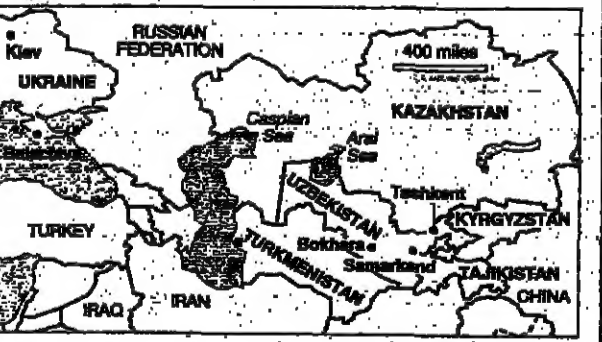 RUSSIAN
FEDERATION
Kiev
UKRAINE
400 miles
KAZAKHSTAN
Caspian
Sea
Aral
Sea
UZBEKISTAN
Tashkent
KYRGYZSTAN
TURKEY
TURKMENISTAN
Bokhara
Samarkand
TAJIKISTAN
CHINA
IRAQ
IRAN